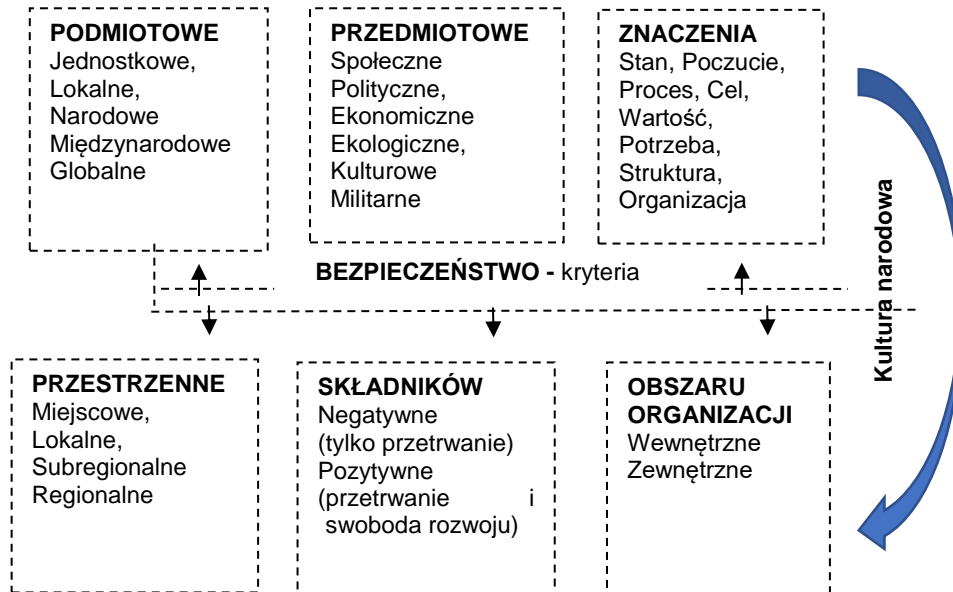 PODMIOTOWE
Jednostkowe,
Lokalne,
Narodowe
Międzynarodowe
Globalne
PRZEDMIOTOWE
Społeczne
Polityczne,
Ekonomiczne
Ekologiczne,
Kulturowe
Militarne
ZNACZENIA
Stan, Poczucie,
Proces, Cel,
Wartość,
Potrzeba,
Struktura,
Organizacja
BEZPIECZEŃSTWO - kryteria
Kultura narodowa
PRZESTRZENNE
Miejscowe,
Lokalne,
Subregionalne
Regionalne
SKŁADNIKÓW
Negatywne
(tylko przetrwanie)
Pozytywne
(przetrwanie i
swoboda rozwoju)
OBSZARU
ORGANIZACJI
Wewnętrzne
Zewnętrzne